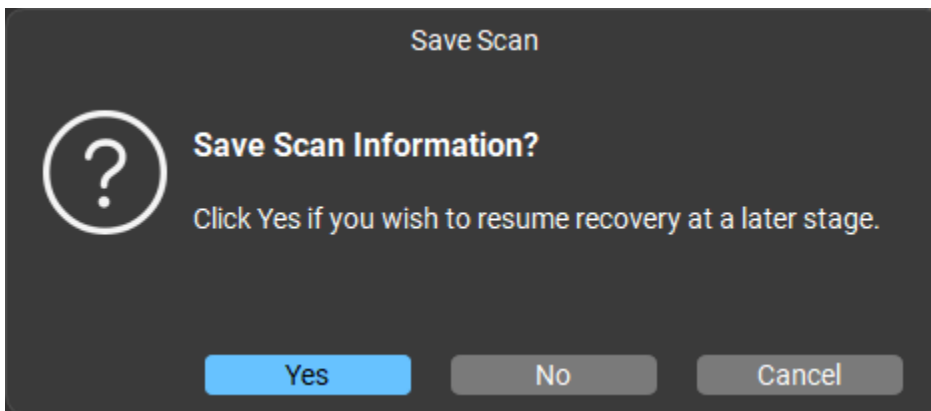 Save Scan
Save Scan Information?
Click Yes if you wish to resume recovery at a later stage.
Yes
No
Cancel